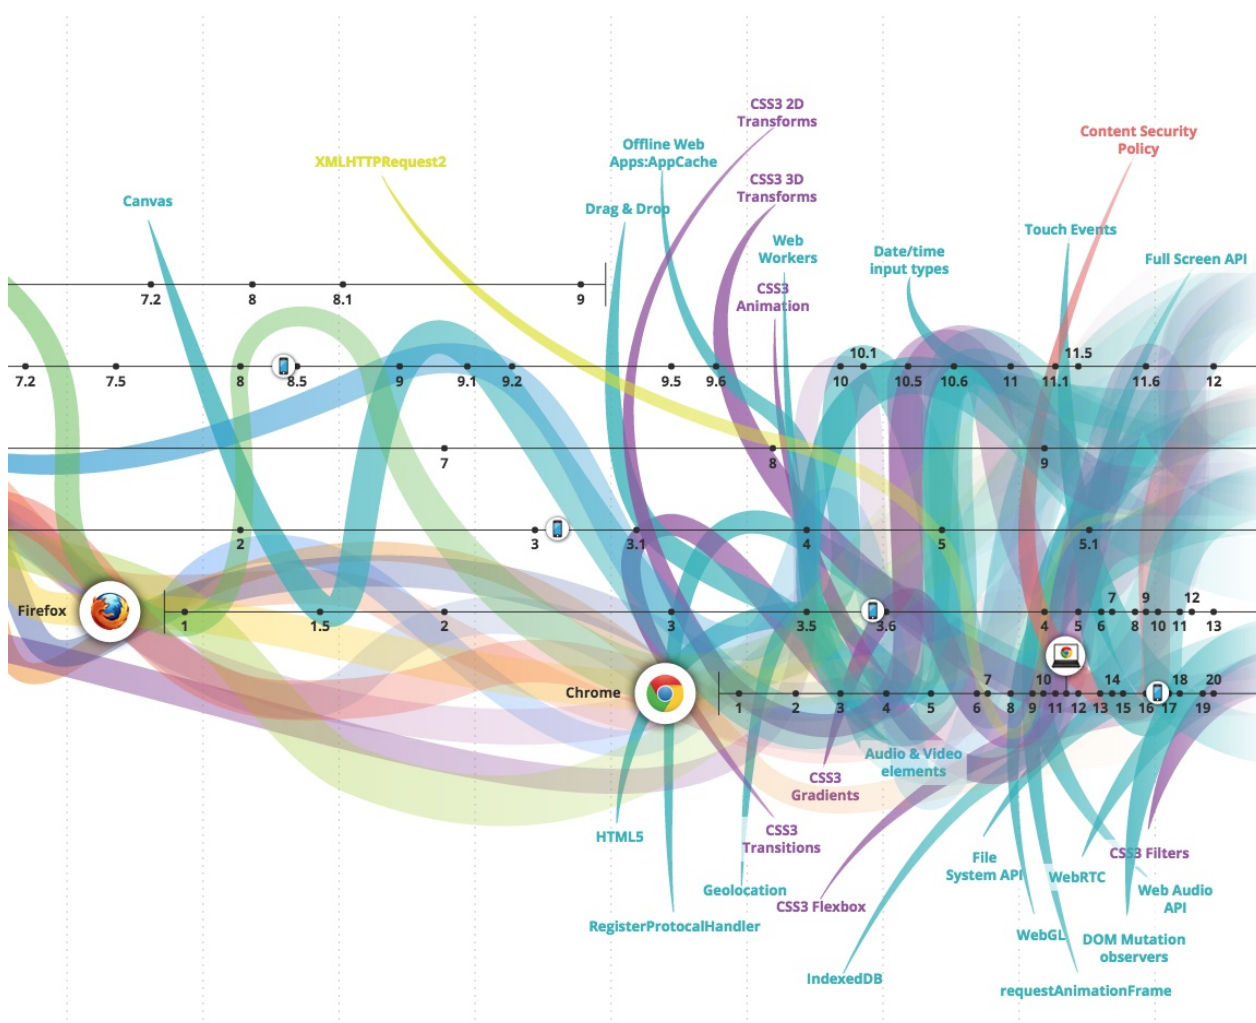 CSS3 2D
Transforms
Content Security
Policy
Offline Web
Apps:AppCache
XMLHTTPRequest2
CSS3 3D
Transforms
Canvas
Drag & Drop
Touch Events
Web
Workers
Date/time
input types
Full Screen API
CSS3
Animation
7.2 8 8.1 9
10.1 11.5
7.2 7.5 8 8.5 9 9.1 9.2 9.5 9.6 10 10.5 10.6 11 11.1 11.6 12
7 8 9
2 3 3.1 4 5 5.1
7 9 12
Firefox
1 1.5 2 3 3.5 3.6 4 5 6 8 10 11 13
7 10 14 18 20
Chrome
1 2 3 4 5 6 8 9 11 12 13 15 16 17 19
Audio & Video
elements
CSS3
Gradients
HTML5
CSS3
Transitions
File
System API
CSS3 Filters
WebRTC
Geolocation
Web Audio
API
CSS3 Flexbox
RegisterProtocalHandler
WebGL
DOM Mutation
observers
IndexedDB
requestAnimationFrame